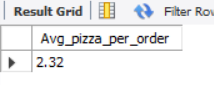 Result Grid Filter Row
Avg_pizza_per_order
2.32